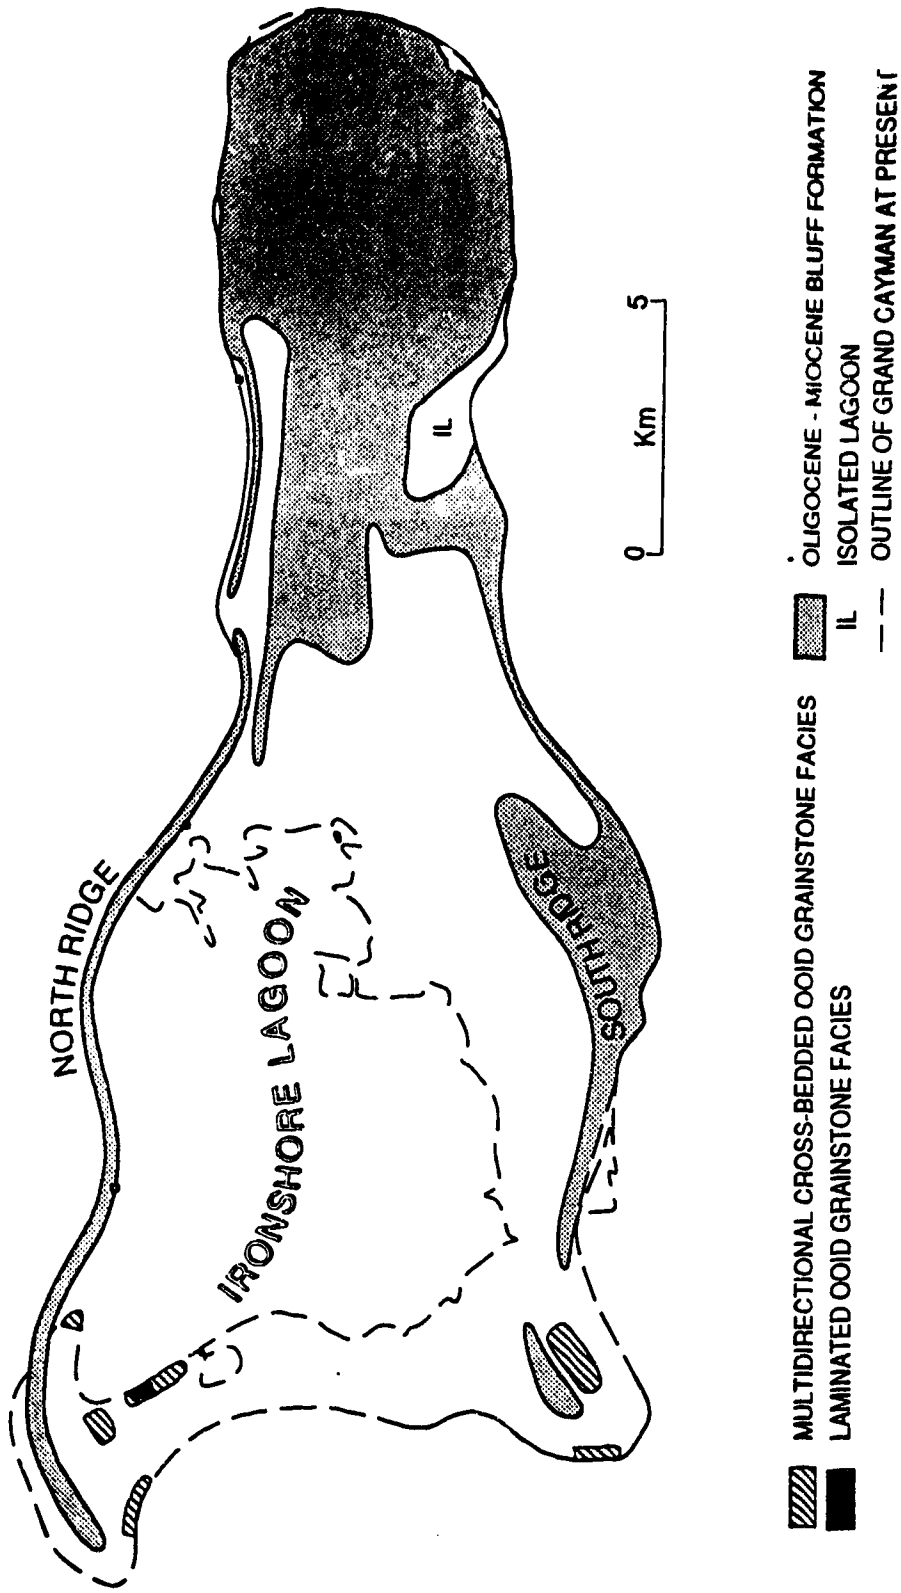 NORTH RIDGE
IRONSHORE LAGOON
SOUTH RIDGE
IL
0 5
Km
MULTIDIRECTIONAL CROSS-BEDDED OOID GRAINSTONE FACIES
LAMINATED OOID GRAINSTONE FACIES
OLIGOCENE - MIOCENE BLUFF FORMATION
IL ISOLATED LAGOON
OUTLINE OF GRAND CAYMAN AT PRESENT